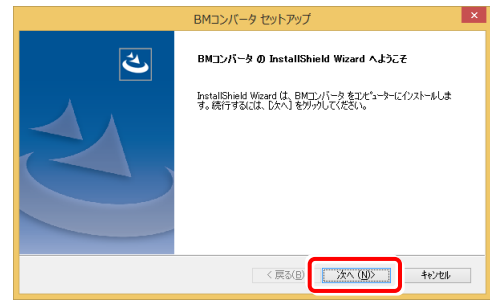 BMコンバータ セットアップ
BMコンバータ の InstallShield Wizard へようこそ
InstallShield Wizard は、BMコンバータ をコンピューターにインストールしま
す。続行するには、[次へ] をクリックしてください。
< 戻る(B)
次へ (N)>
キャンセル